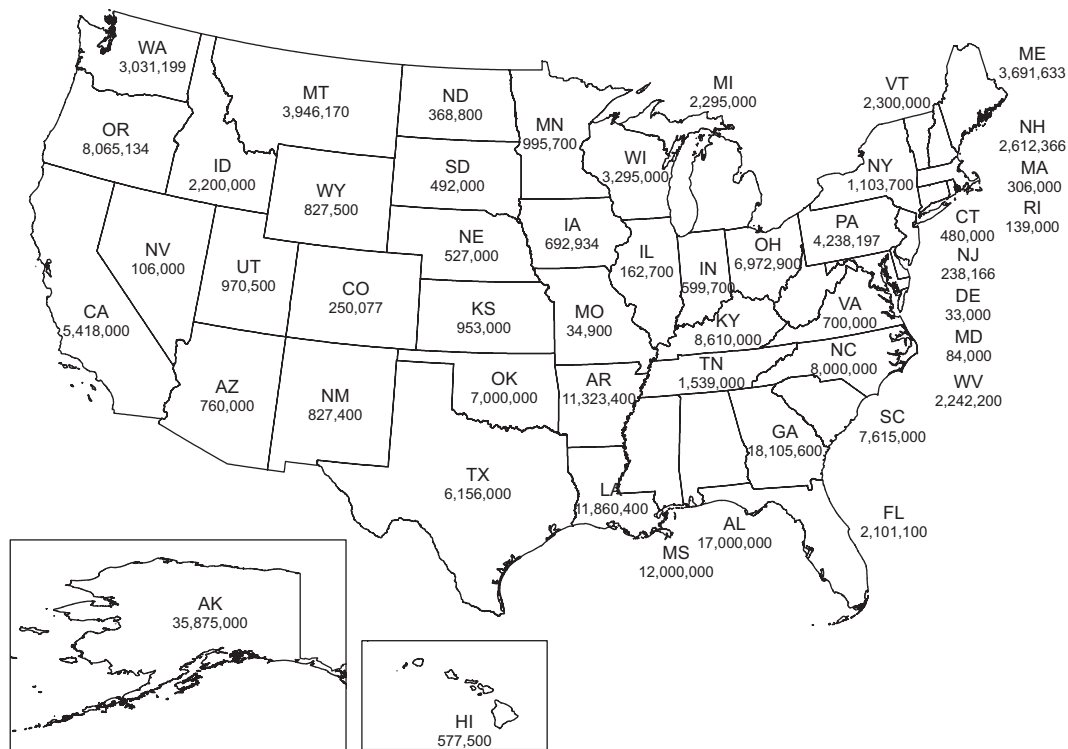 WA
3,031,199
MT
3,946,170
ND
368,800
MN
995,700
MI
2,295,000
VT
2,300,000
ME
3,691,633
NH
2,612,366
MA
306,000
RI
139,000
CT
480,000
NJ
238,166
DE
33,000
MD
84,000
WV
2,242,200
OR
8,065,134
ID
2,200,000
WY
827,500
SD
492,000
WI
3,295,000
NY
1,103,700
PA
4,238,197
NV
106,000
UT
970,500
CO
250,077
NE
527,000
IA
692,934
IL
162,700
IN
599,700
OH
6,972,900
CA
5,418,000
KS
953,000
MO
34,900
KY
8,610,000
VA
700,000
NC
8,000,000
TN
1,539,000
AZ
760,000
NM
827,400
OK
7,000,000
AR
11,323,400
SC
7,615,000
GA
18,105,600
TX
6,156,000
LA
11,860,400
MS
12,000,000
AL
17,000,000
FL
2,101,100
AK
35,875,000
HI
577,500